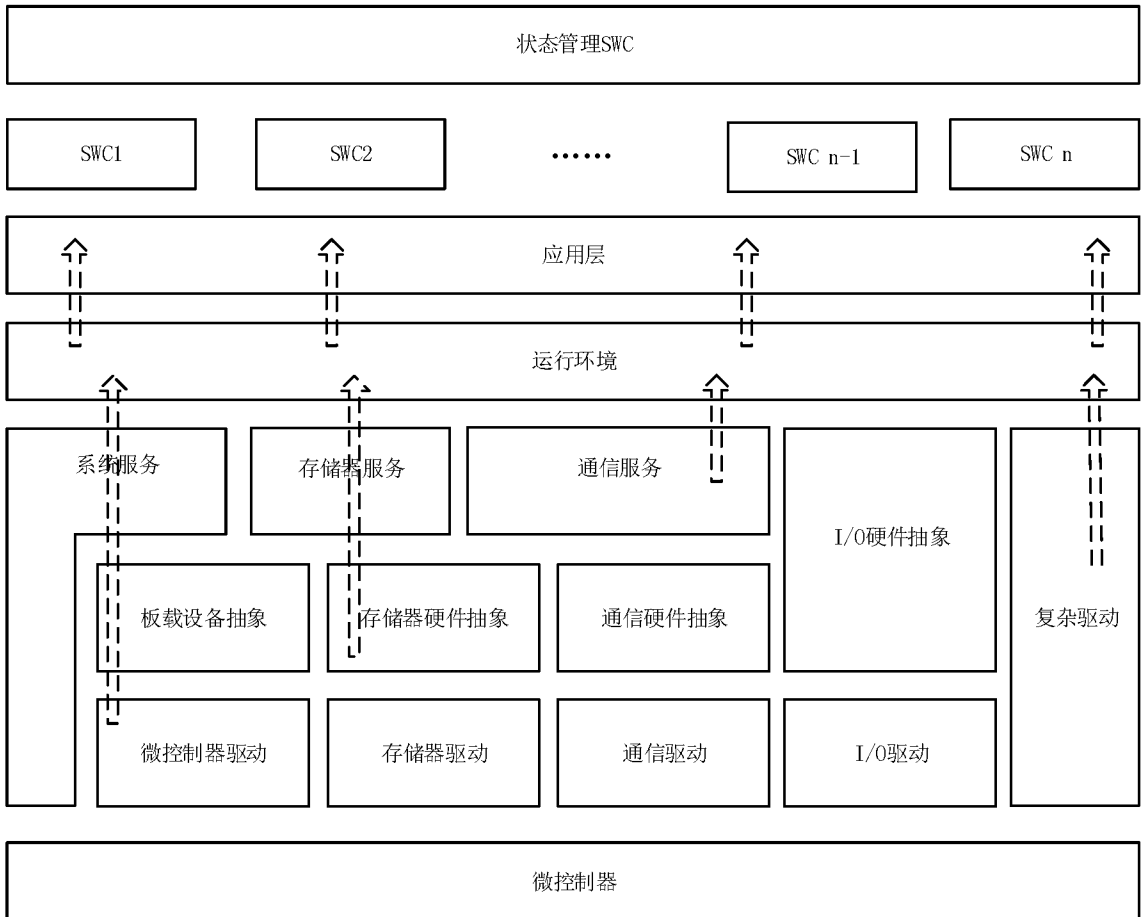 状态管理SWC
SWC1
SWC2
……
SWC n-1
SWC n
应用层
运行环境
系统服务
存储器服务
通信服务
I/O硬件抽象
板载设备抽象
存储器硬件抽象
通信硬件抽象
复杂驱动
微控制器驱动
存储器驱动
通信驱动
I/O驱动
微控制器